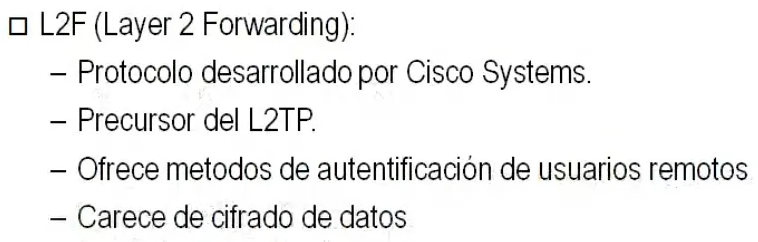 □ L2F (Layer 2 Forwarding):
– Protocolo desarrollado por Cisco Systems.
– Precursor del L2TP.
– Ofrece metodos de autentificación de usuarios remotos
– Carece de cifrado de datos